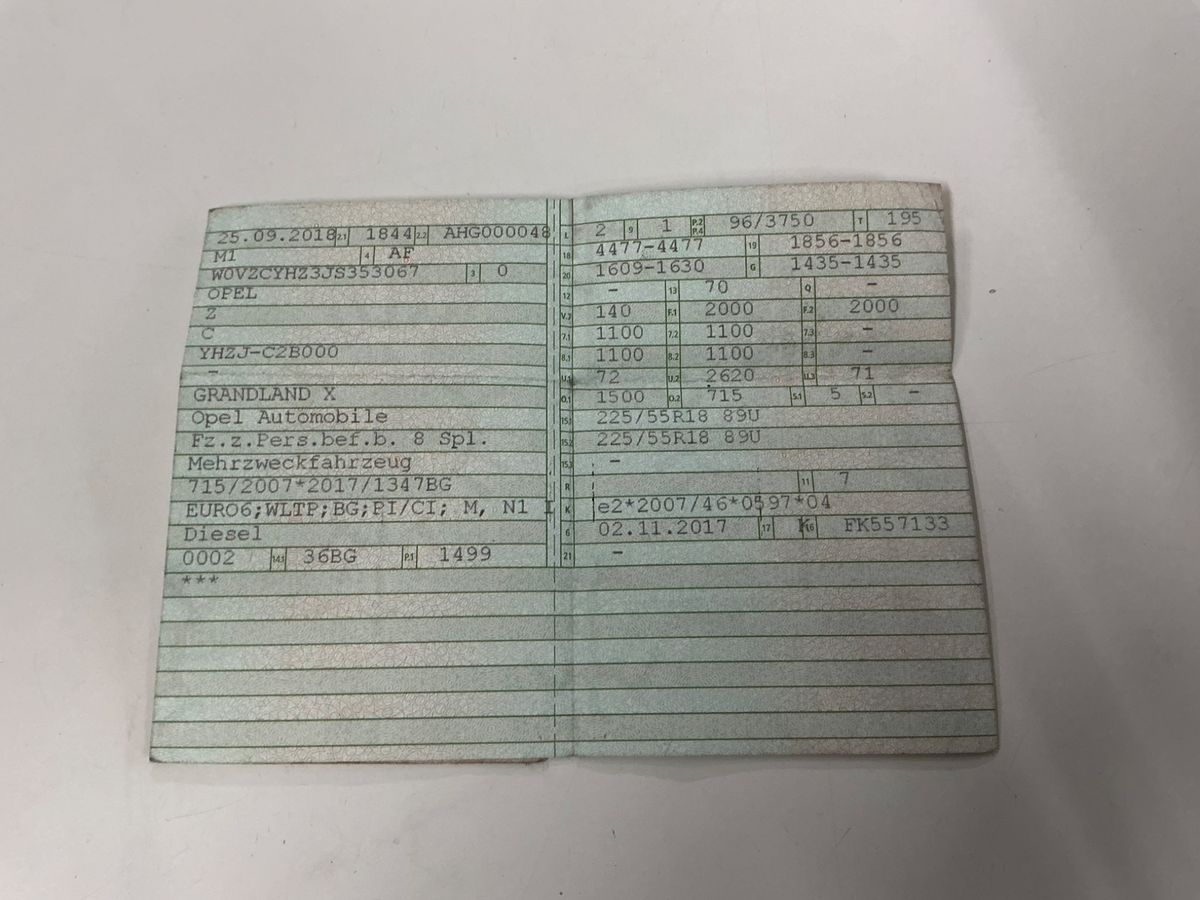 25.09.2018 2.1 1844 2.2 AHG000048
M1 4 AF
W0VZCYHZ3JS353067 3 0
OPEL
Z
C
YHZJ-C2B000
-
GRANDLAND X
Opel Automobile
Fz.z.Pers.bef.b. 8 Spl.
Mehrzweckfahrzeug
715/2007*2017/1347BG
EURO6;WLTP;BG;PI/CI; M, N1 I
Diesel
0002 14.1 36BG P.1 1499
***
L 2 9 1 P.2 P.4 96/3750 T 195
18 4477-4477 19 1856-1856
20 1609-1630 G 1435-1435
12 - 13 70 Q -
V.7 140 F.1 2000 F.2 2000
7.1 1100 7.2 1100 7.3 -
8.1 1100 8.2 1100 8.3 -
U.1 72 U.2 2620 U.3 71
O.1 1500 O.2 715 S.1 5 S.2 -
15.1 225/55R18 89U
15.2 225/55R18 89U
15.3 -
R 11 7
K e2*2007/46*0597*04
6 02.11.2017 17 K 16 FK557133
21 -